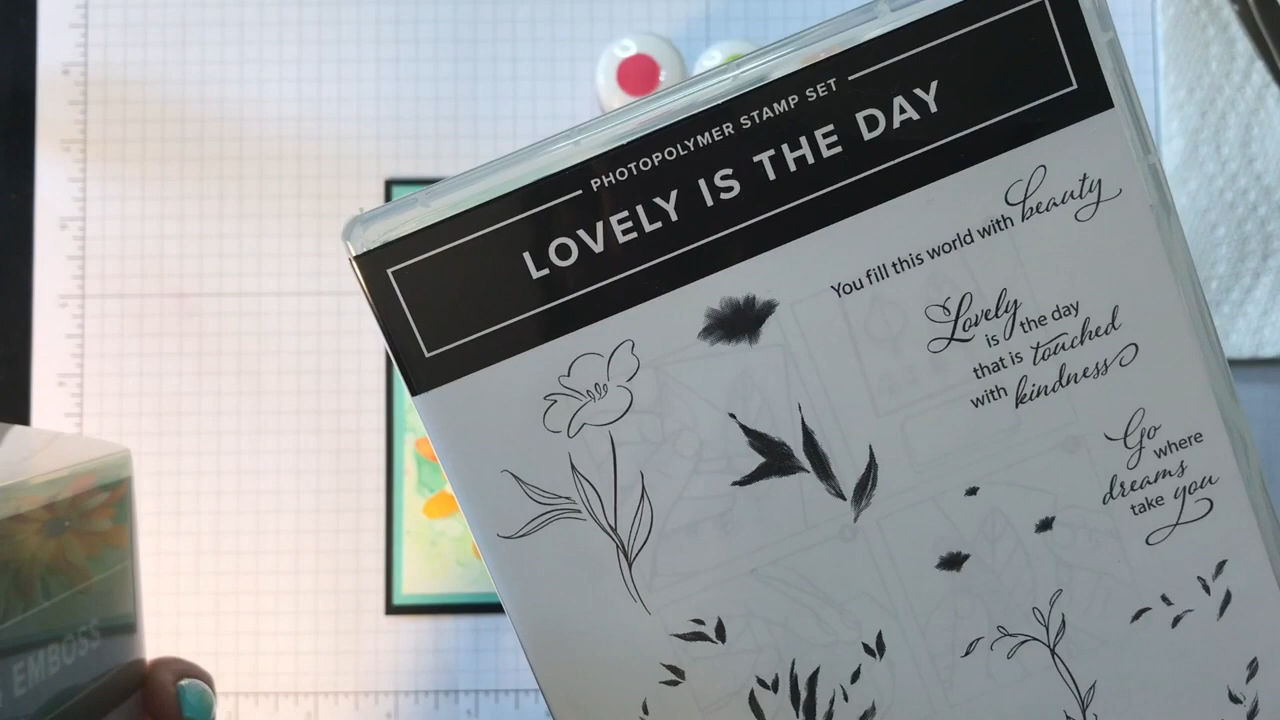 PHOTOPOLYMER STAMP SET
LOVELY IS THE DAY
You fill this world with beauty
Lovely
is the day
that is touched
with kindness
Go
where
dreams
take you
EMBOSS